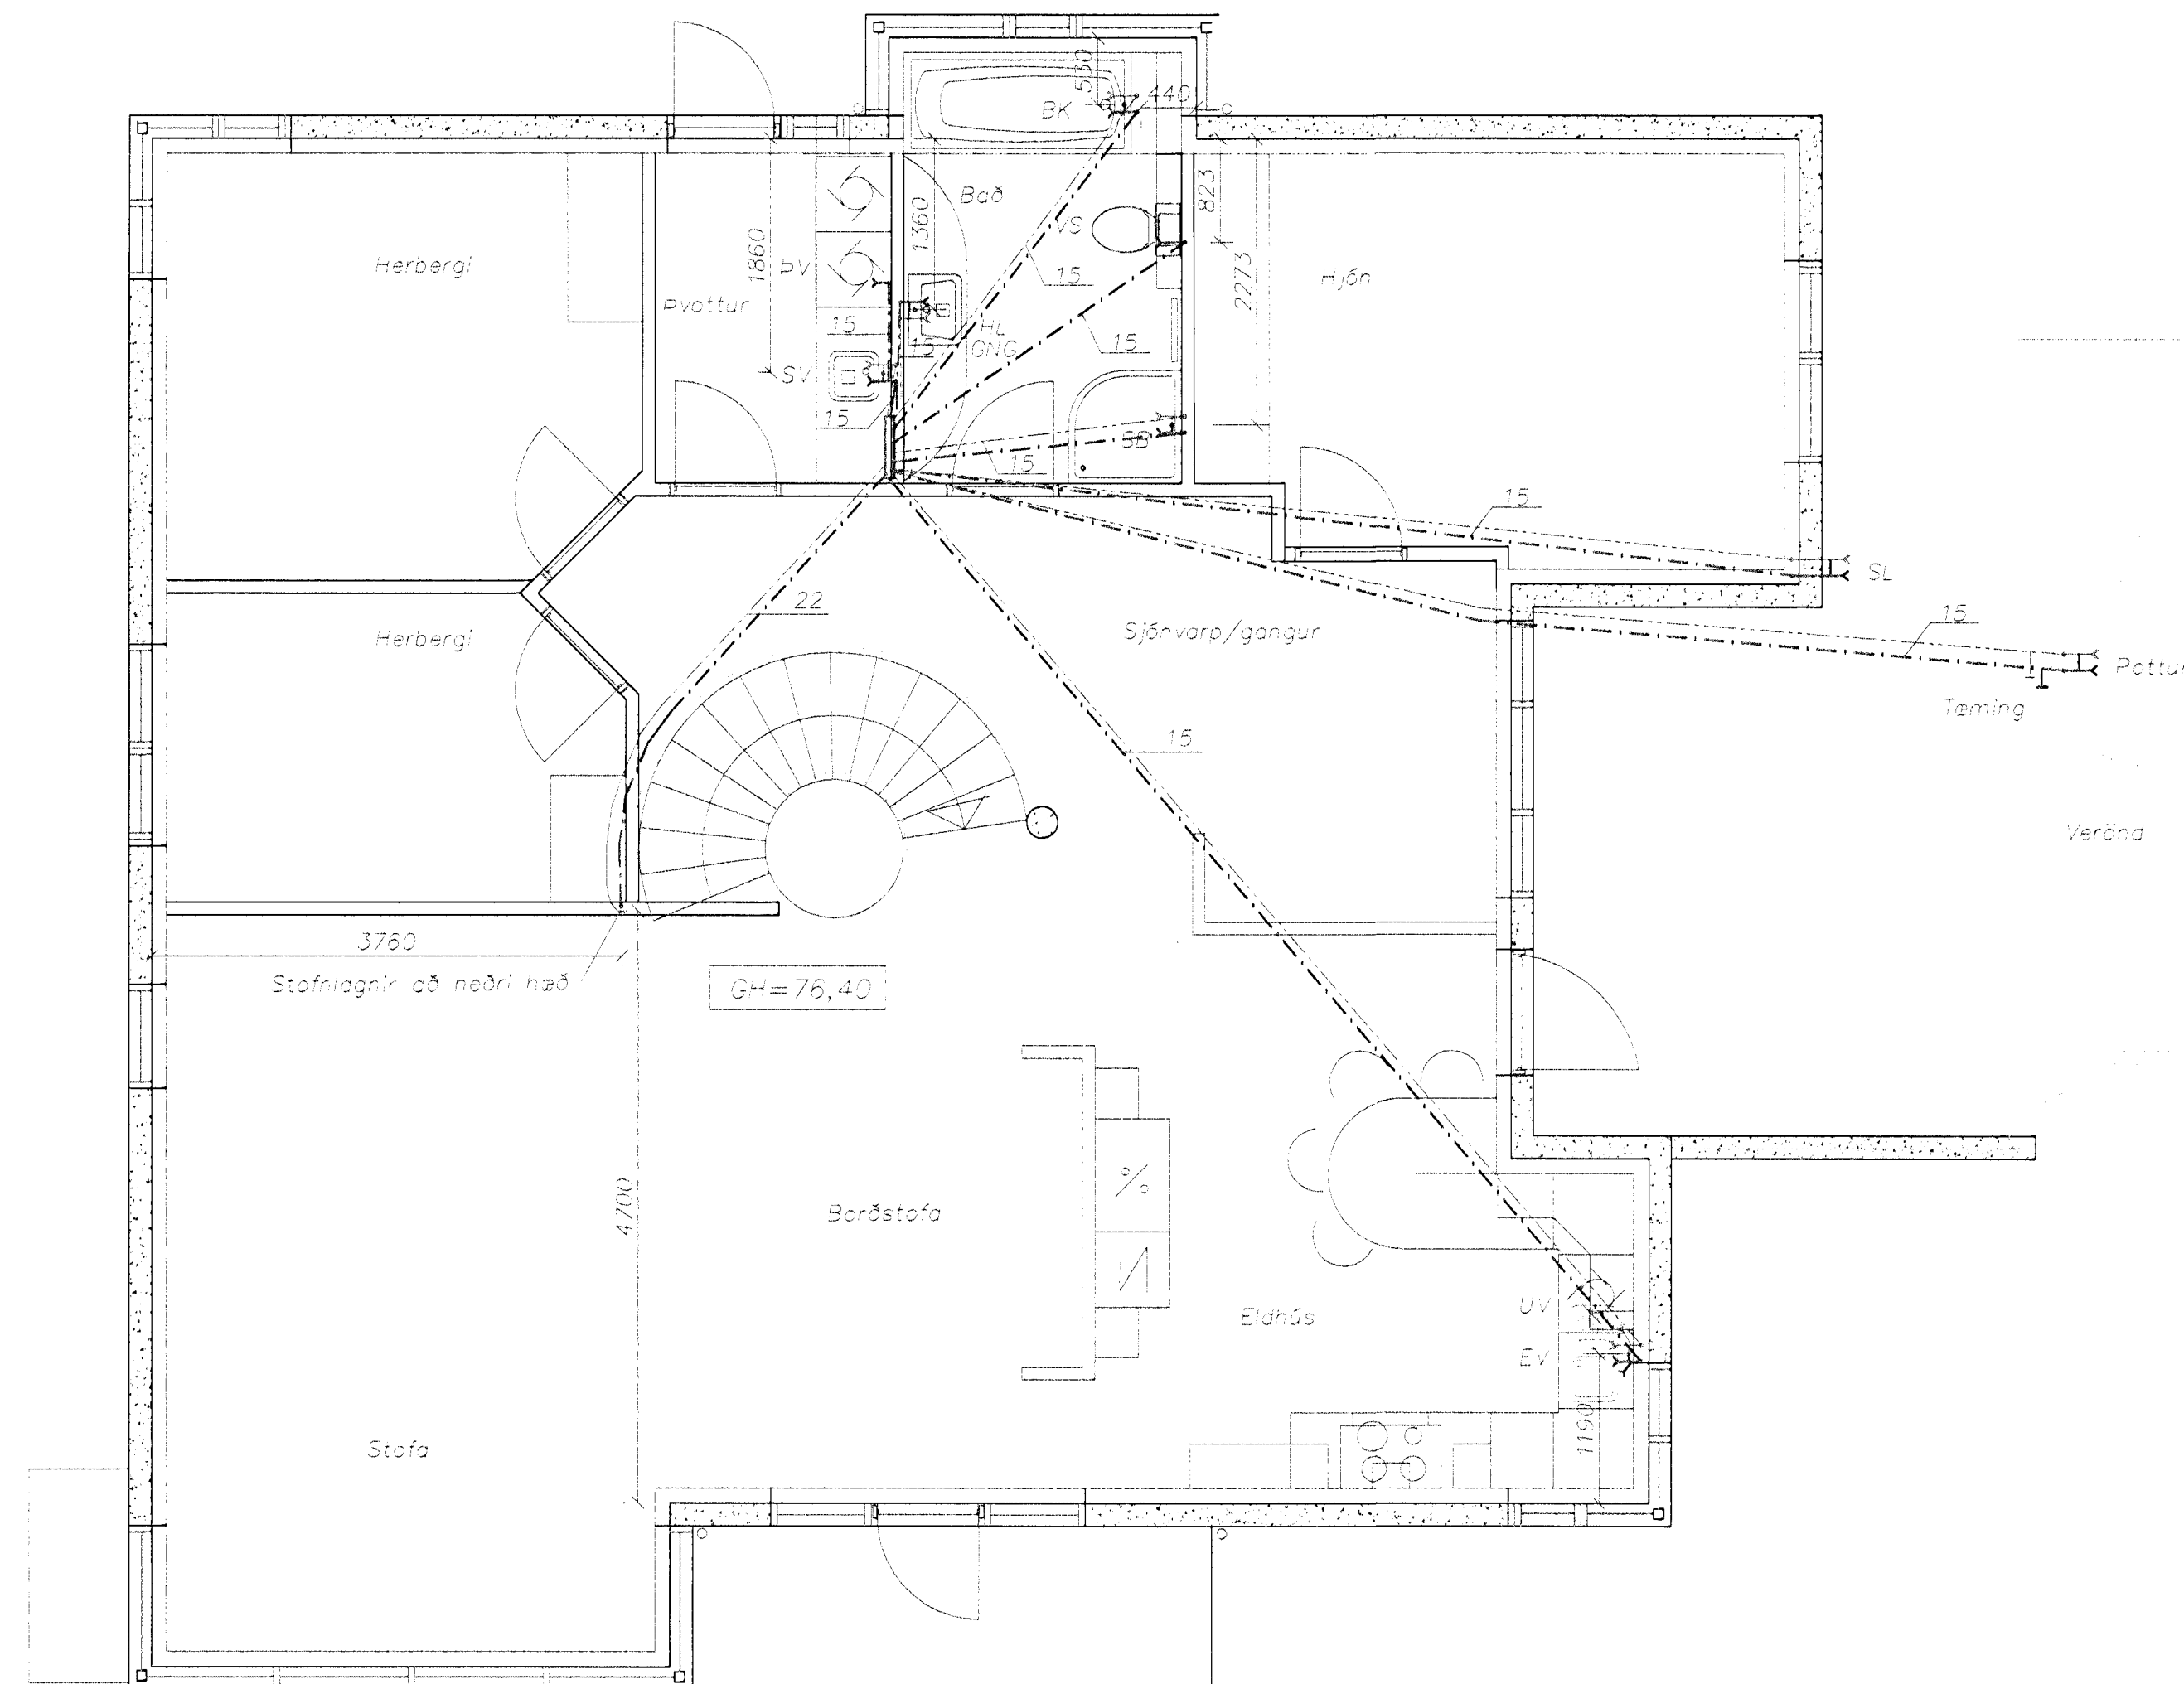 530
BK
440
Bað
823
VS
1360
1860
ÞV
Herbergi
Þvottur
15
2273
Hjón
15
HL
GNG
15
15
SV
15
SB
15
15
SL
22
15
Herbergi
Sjónvarp/gangur
Pottur
Tæming
15
Verönd
3760
Stofnlagnir að neðri hæð
GH=76,40
4700
Borðstofa
UV
Eldhús
EV
1190
Stofa